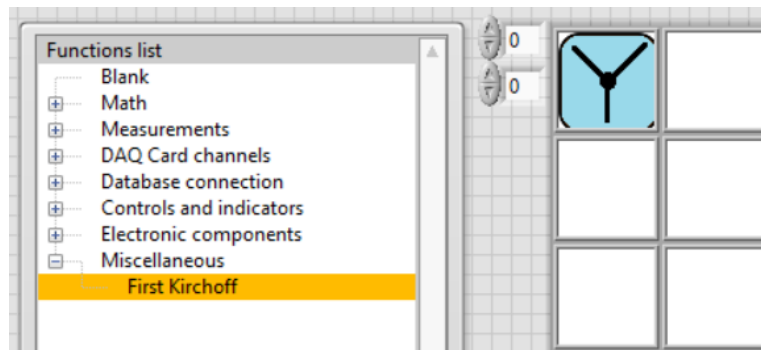 Functions list
Blank
Math
Measurements
DAQ Card channels
Database connection
Controls and indicators
Electronic components
Miscellaneous
First Kirchoff
0
0